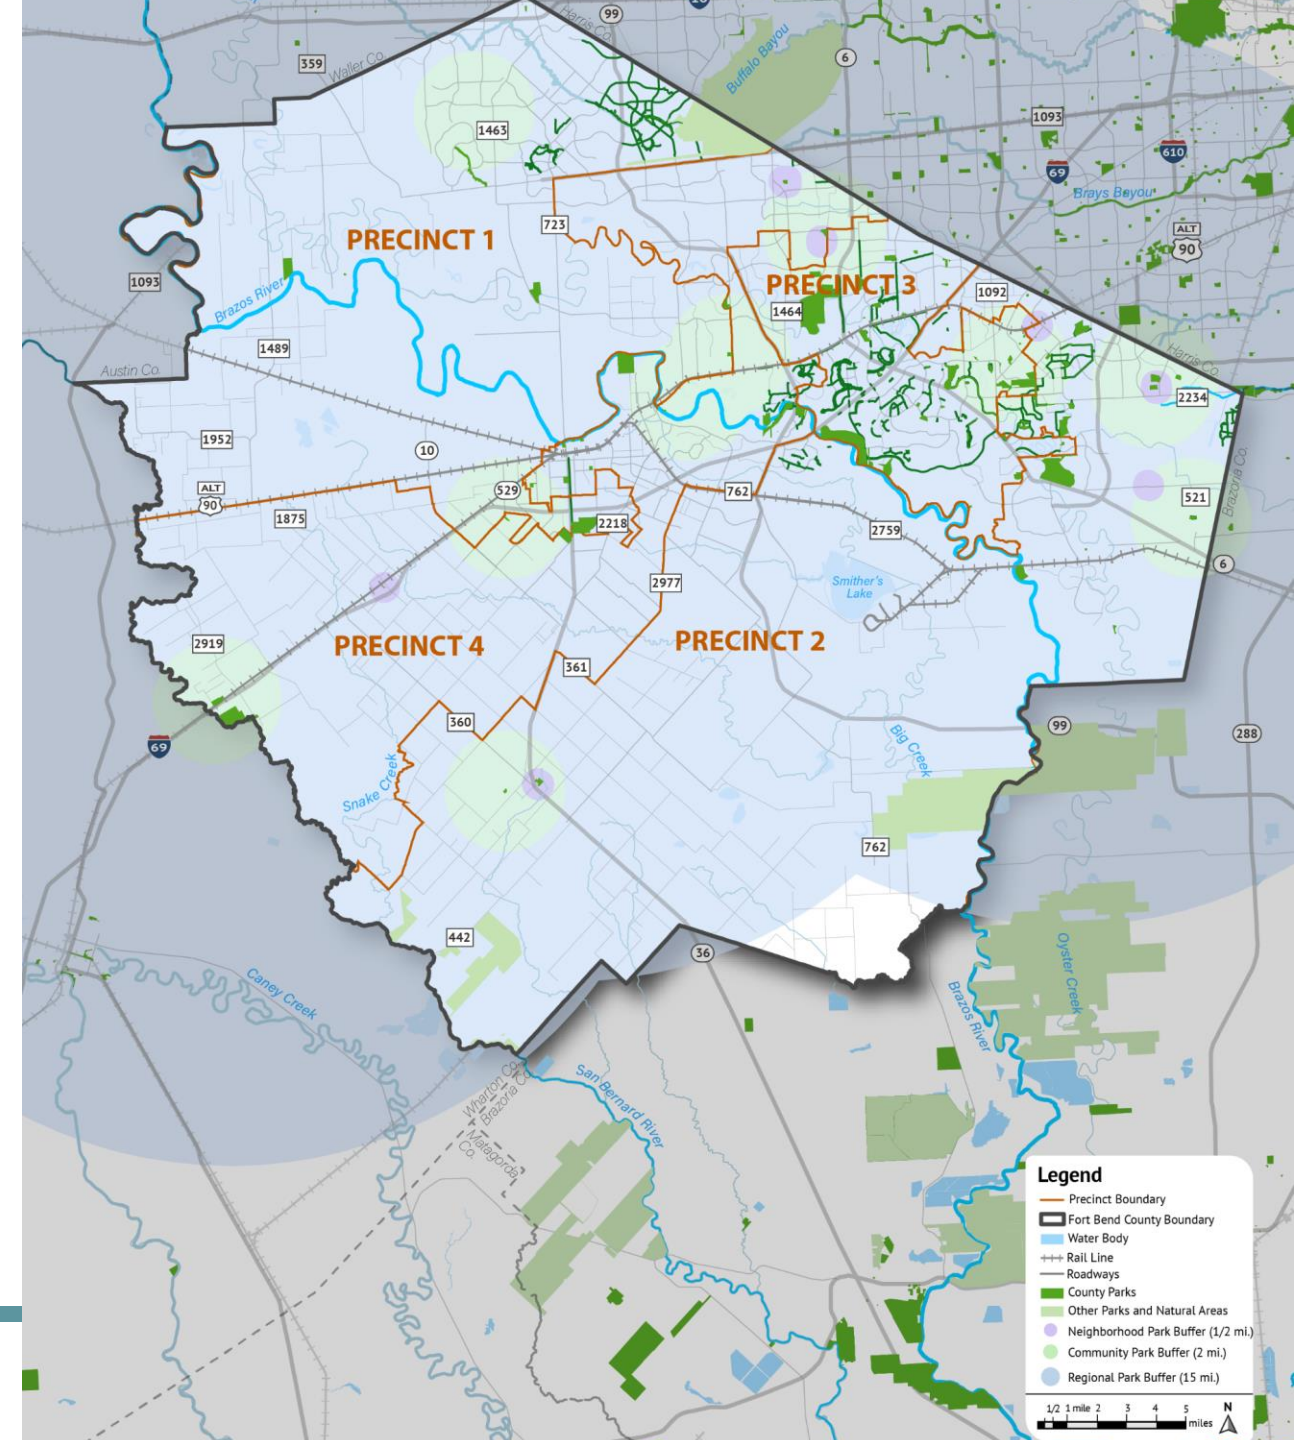 99
10
6
359
Harris Co.
Waller Co.
Buffalo Bayou
1463
1093
610
69
Brays Bayou
ALT
90
723
PRECINCT 1
1093
Brazos River
PRECINCT 3
1092
1464
1489
Austin Co.
Harris Co.
2234
1952
10
ALT
90
529
762
521
Brazoria Co.
1875
2218
2759
6
Smither's
Lake
2977
2919
PRECINCT 4
PRECINCT 2
361
360
69
Big Creek
99
288
Snake Creek
762
442
36
Oyster Creek
Caney Creek
Brazos River
San Bernard River
Wharton Co.
Brazoria Co.
Matagorda
Co.
Legend
Precinct Boundary
Fort Bend County Boundary
Water Body
Rail Line
Roadways
County Parks
Other Parks and Natural Areas
Neighborhood Park Buffer (1/2 mi.)
Community Park Buffer (2 mi.)
Regional Park Buffer (15 mi.)
1/2 1 mile 2 3 4 5
miles
N